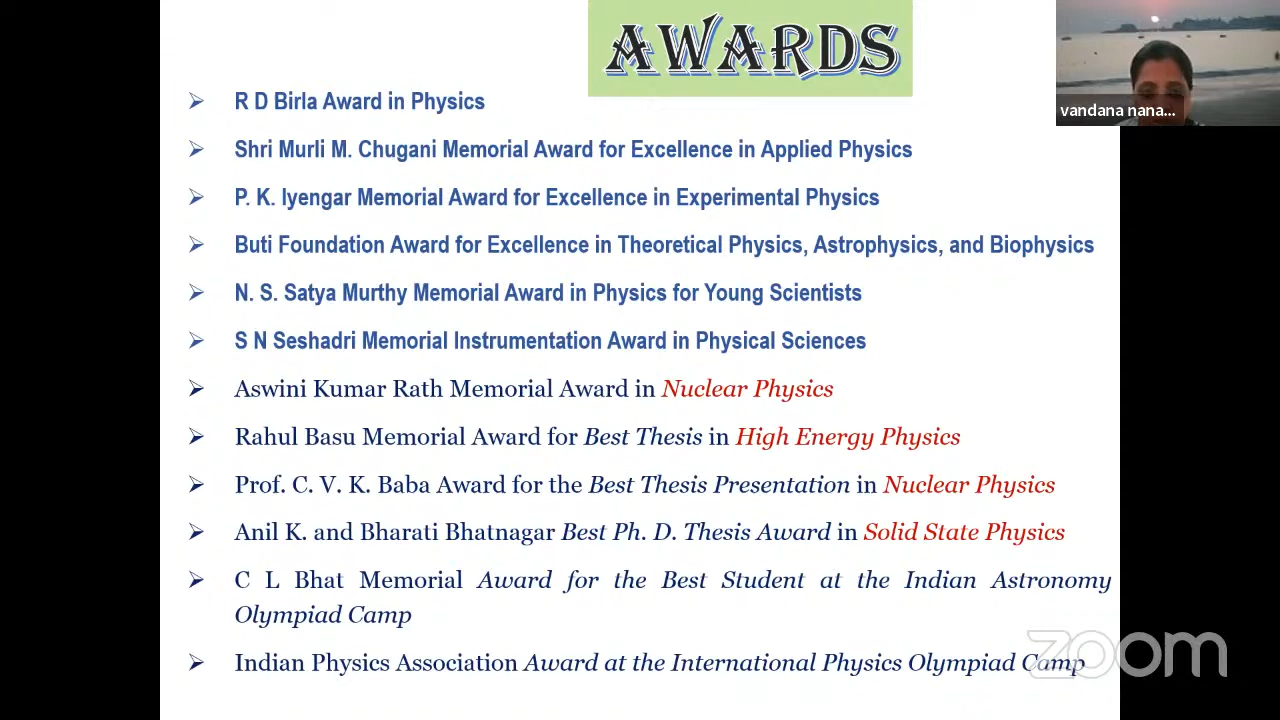 AWARDS
vandana nana...
R D Birla Award in Physics
Shri Murli M. Chugani Memorial Award for Excellence in Applied Physics
P. K. Iyengar Memorial Award for Excellence in Experimental Physics
Buti Foundation Award for Excellence in Theoretical Physics, Astrophysics, and Biophysics
N. S. Satya Murthy Memorial Award in Physics for Young Scientists
S N Seshadri Memorial Instrumentation Award in Physical Sciences
Aswini Kumar Rath Memorial Award in Nuclear Physics
Rahul Basu Memorial Award for Best Thesis in High Energy Physics
Prof. C. V. K. Baba Award for the Best Thesis Presentation in Nuclear Physics
Anil K. and Bharati Bhatnagar Best Ph. D. Thesis Award in Solid State Physics
C L Bhat Memorial Award for the Best Student at the Indian Astronomy
Olympiad Camp
Indian Physics Association Award at the International Physics Olympiad Camp
zoom